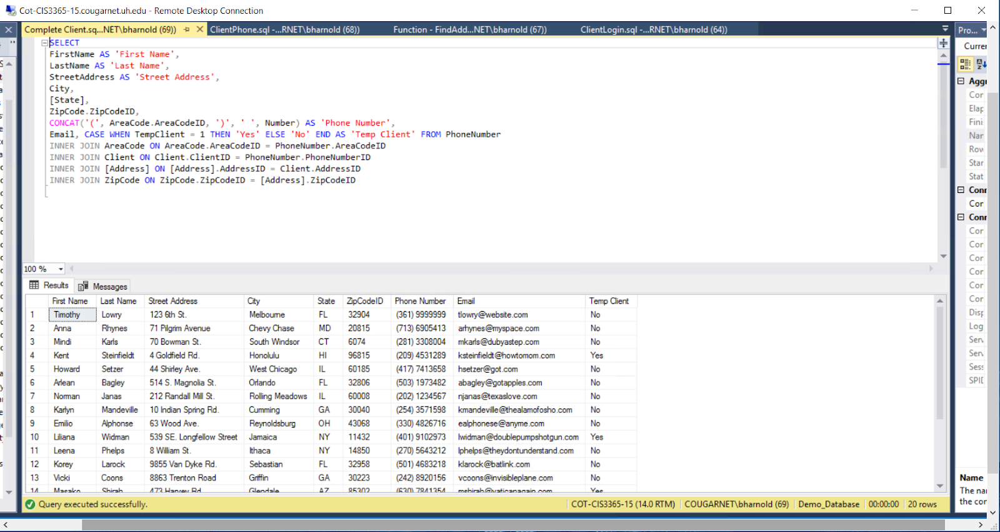 Cot-CIS3365-15.cougarnet.uh.edu - Remote Desktop Connection
Complete Client.sq...NET\bharnold (69)) ClientPhone.sql -...RNET\bharnold (68)) Function - FindAdd...NET\bharnold (67)) ClientLogin.sql -...RNET\bharnold (64)) Pro...
SELECT
FirstName AS 'First Name',
LastName AS 'Last Name',
StreetAddress AS 'Street Address',
City,
[State],
ZipCode.ZipCodeID,
CONCAT('(', AreaCode.AreaCodeID, ')', ' ', Number) AS 'Phone Number',
Email, CASE WHEN TempClient = 1 THEN 'Yes' ELSE 'No' END AS 'Temp Client' FROM PhoneNumber
INNER JOIN AreaCode ON AreaCode.AreaCodeID = PhoneNumber.AreaCodeID
INNER JOIN Client ON Client.ClientID = PhoneNumber.PhoneNumberID
INNER JOIN [Address] ON [Address].AddressID = Client.AddressID
INNER JOIN ZipCode ON ZipCode.ZipCodeID = [Address].ZipCodeID
100 %
Results Messages
First Name Last Name Street Address City State ZipCodeID Phone Number Email Temp Client
1 Timothy Lowry 123 6th St. Melbourne FL 32904 (361) 9999999 tlowry@website.com No
2 Anna Rhynes 71 Pilgrim Avenue Chevy Chase MD 20815 (713) 6905413 arhynes@myspace.com No
3 Mindi Karls 70 Bowman St. South Windsor CT 6074 (281) 3308004 mkarls@dubyastep.com No
4 Kent Steinfieldt 4 Goldfield Rd. Honolulu HI 96815 (209) 4531289 ksteinfieldt@howtomom.com Yes
5 Howard Setzer 44 Shirley Ave. West Chicago IL 60185 (417) 7413658 hsetzer@got.com No
6 Arlean Bagley 514 S. Magnolia St. Orlando FL 32806 (503) 1973482 abagley@gotapples.com No
7 Norman Janas 212 Randall Mill St. Rolling Meadows IL 60008 (202) 1234567 njanas@texaslove.com No
8 Karlyn Mandeville 10 Indian Spring Rd. Cumming GA 30040 (254) 3571598 kmandeville@thealamofosho.com No
9 Emilio Alphonse 63 Wood Ave. Reynoldsburg OH 43068 (330) 4826716 ealphonese@anyme.com No
10 Liliana Widman 539 SE. Longfellow Street Jamaica NY 11432 (401) 9102973 lwidman@doublepumpshotgun.com Yes
11 Leena Phelps 8 William St. Ithaca NY 14850 (270) 5643212 lphelps@theydontunderstand.com No
12 Korey Larock 9855 Van Dyke Rd. Sebastian FL 32958 (501) 4683218 klarock@batlink.com No
13 Vicki Coons 8863 Trenton Road Griffin GA 30223 (242) 8920156 vcoons@invisibleplane.com No
14 Masako Shirah 473 Harvey Rd. Glendale AZ 85302 (630) 7841354 mshirah@vaticanagain.com Yes
Query executed successfully. COT-CIS3365-15 (14.0 RTM) COUGARNET\bharnold (69) Demo_Database 00:00:00 20 rows
Currer
Aggr
Cor
Elap
Fini
Nar
Row
Star
Stat
Conr
Cor
Conr
Cor
Cor
Cor
Cor
Cor
Cor
Disp
Log
Serv
Serv
Sess
SPID
Name
The nar
the cor